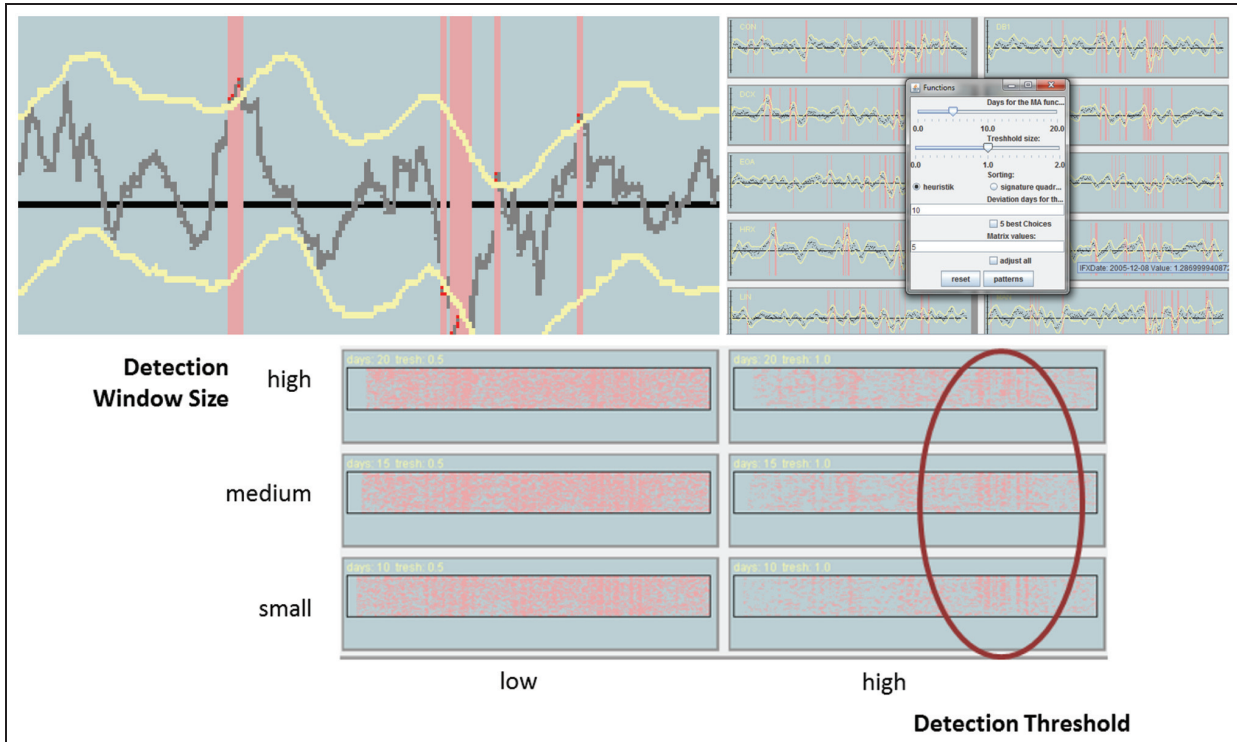 CON
DB1
DCX
EOA
HRX
LIN
Functions
Days for the MA func...
0.0 10.0 20.0
Treshhold size:
0.0 1.0 2.0
Sorting:
heuristik signature quadr...
Deviation days for th...
10
5 best Choices
Matrix values:
5
adjust all
reset patterns
IFXDate: 2005-12-08 Value: 1.286999940872
Detection
Window Size
high
days: 20 tresh: 0.5
days: 20 tresh: 1.0
medium
days: 15 tresh: 0.5
days: 15 tresh: 1.0
small
days: 10 tresh: 0.5
days: 10 tresh: 1.0
low
high
Detection Threshold